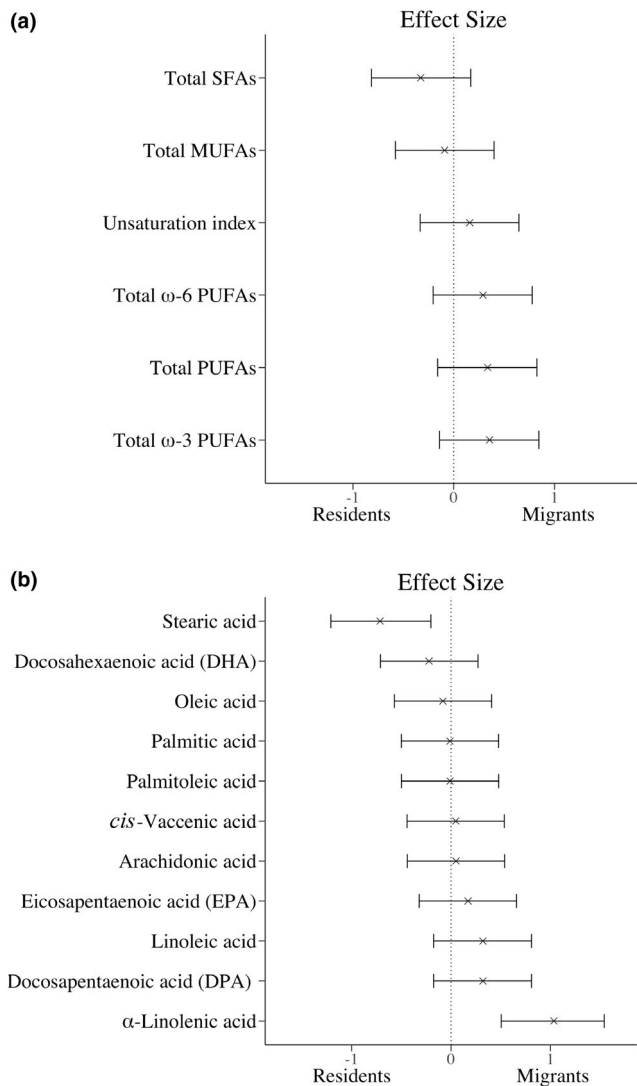 (a)
Effect Size
Total SFAs
Total MUFAs
Unsaturation index
Total ω-6 PUFAs
Total PUFAs
Total ω-3 PUFAs
-1 0 1
Residents Migrants
(b)
Effect Size
Stearic acid
Docosahexaenoic acid (DHA)
Oleic acid
Palmitic acid
Palmitoleic acid
cis-Vaccenic acid
Arachidonic acid
Eicosapentaenoic acid (EPA)
Linoleic acid
Docosapentaenoic acid (DPA)
α-Linolenic acid
-1 0 1
Residents Migrants